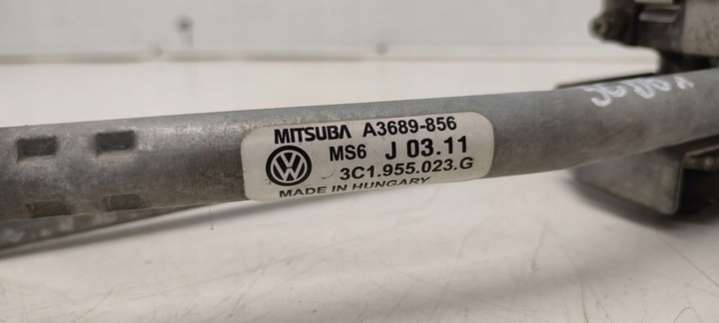 MITSUBA A3689-856
MS6 J 03.11
3C1.955.023.G
MADE IN HUNGARY